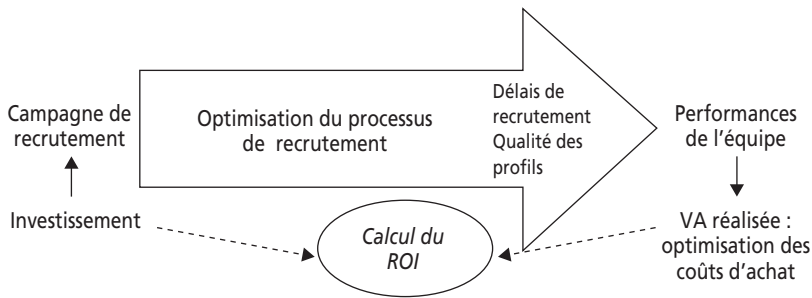 Campagne de
recrutement
Optimisation du processus
de recrutement
Délais de
recrutement
Qualité des
profils
Performances
de l'équipe
Investissement
Calcul du
ROI
VA réalisée :
optimisation des
coûts d'achat